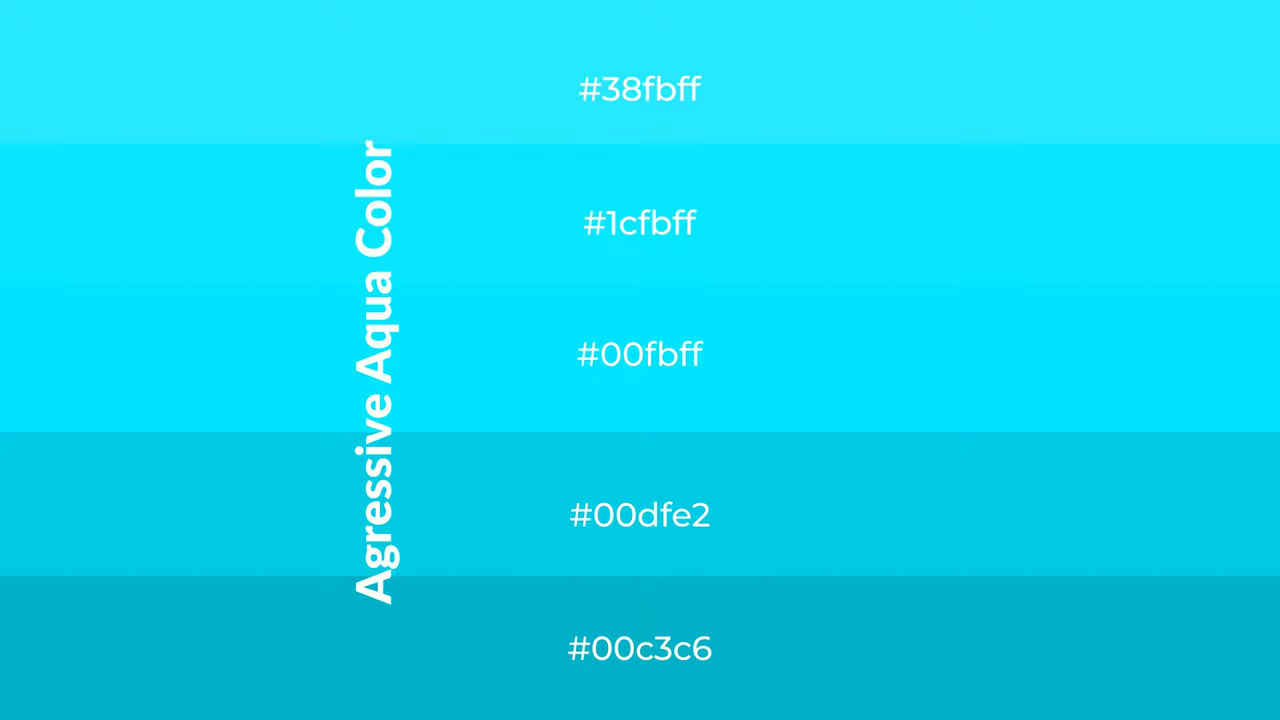 Agressive Aqua Color
#38fbff
#1cfbff
#00fbff
#00dfe2
#00c3c6